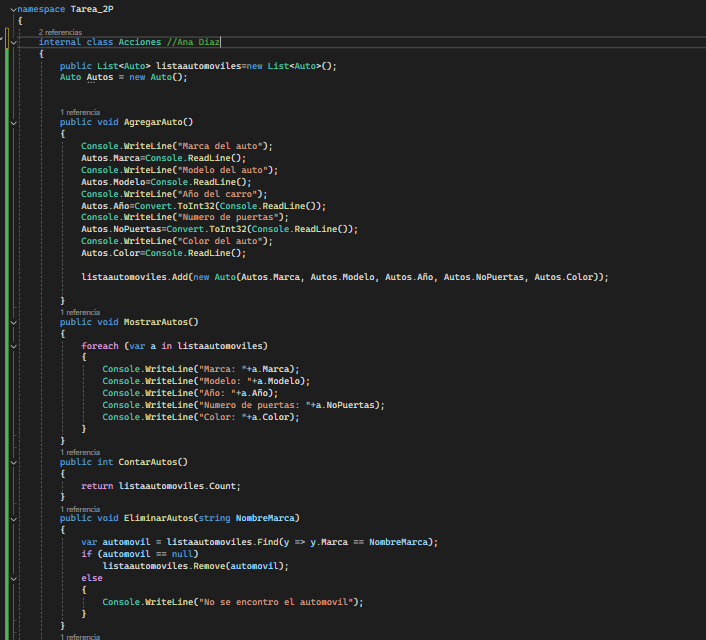 namespace Tarea_2P
{
2 referencias
internal class Acciones //Ana Diaz
{
public List<Auto> listaautomoviles=new List<Auto>();
Auto Autos = new Auto();
1 referencia
public void AgregarAuto()
{
Console.WriteLine("Marca del auto");
Autos.Marca=Console.ReadLine();
Console.WriteLine("Modelo del auto");
Autos.Modelo=Console.ReadLine();
Console.WriteLine("Año del carro");
Autos.Año=Convert.ToInt32(Console.ReadLine());
Console.WriteLine("Numero de puertas");
Autos.NoPuertas=Convert.ToInt32(Console.ReadLine());
Console.WriteLine("Color del auto");
Autos.Color=Console.ReadLine();
listaautomoviles.Add(new Auto(Autos.Marca, Autos.Modelo, Autos.Año, Autos.NoPuertas, Autos.Color));
}
1 referencia
public void MostrarAutos()
{
foreach (var a in listaautomoviles)
{
Console.WriteLine("Marca: "+a.Marca);
Console.WriteLine("Modelo: "+a.Modelo);
Console.WriteLine("Año: "+a.Año);
Console.WriteLine("Numero de puertas: "+a.NoPuertas);
Console.WriteLine("Color: "+a.Color);
}
}
1 referencia
public int ContarAutos()
{
return listaautomoviles.Count;
}
1 referencia
public void EliminarAutos(string NombreMarca)
{
var automovil = listaautomoviles.Find(y => y.Marca == NombreMarca);
if (automovil == null)
listaautomoviles.Remove(automovil);
else
{
Console.WriteLine("No se encontro el automovil");
}
}
1 referencia